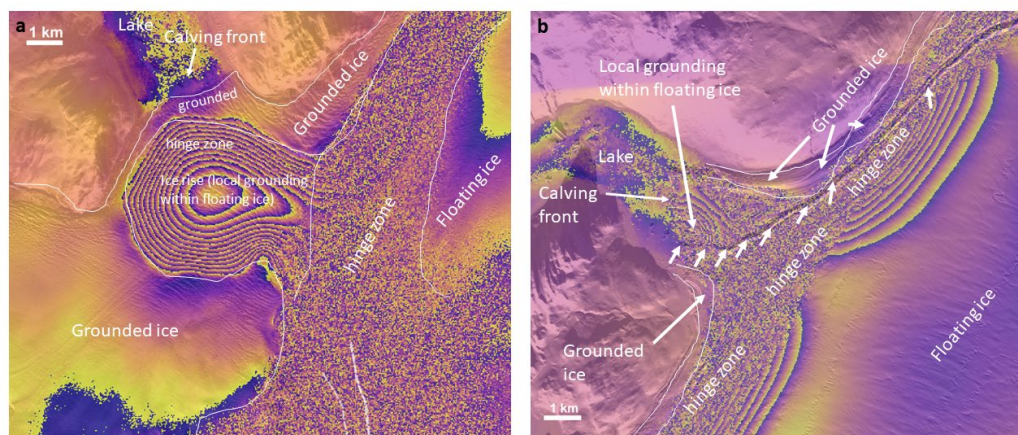 a
1 km
Lake
Calving front
grounded
Grounded ice
hinge zone
Ice rise (local grounding
within floating ice)
hinge zone
Floating ice
Grounded ice
b
Local grounding
within floating ice
Grounded ice
Lake
hinge zone
Calving
front
hinge zone
Floating ice
Grounded
ice
hinge zone
1 km